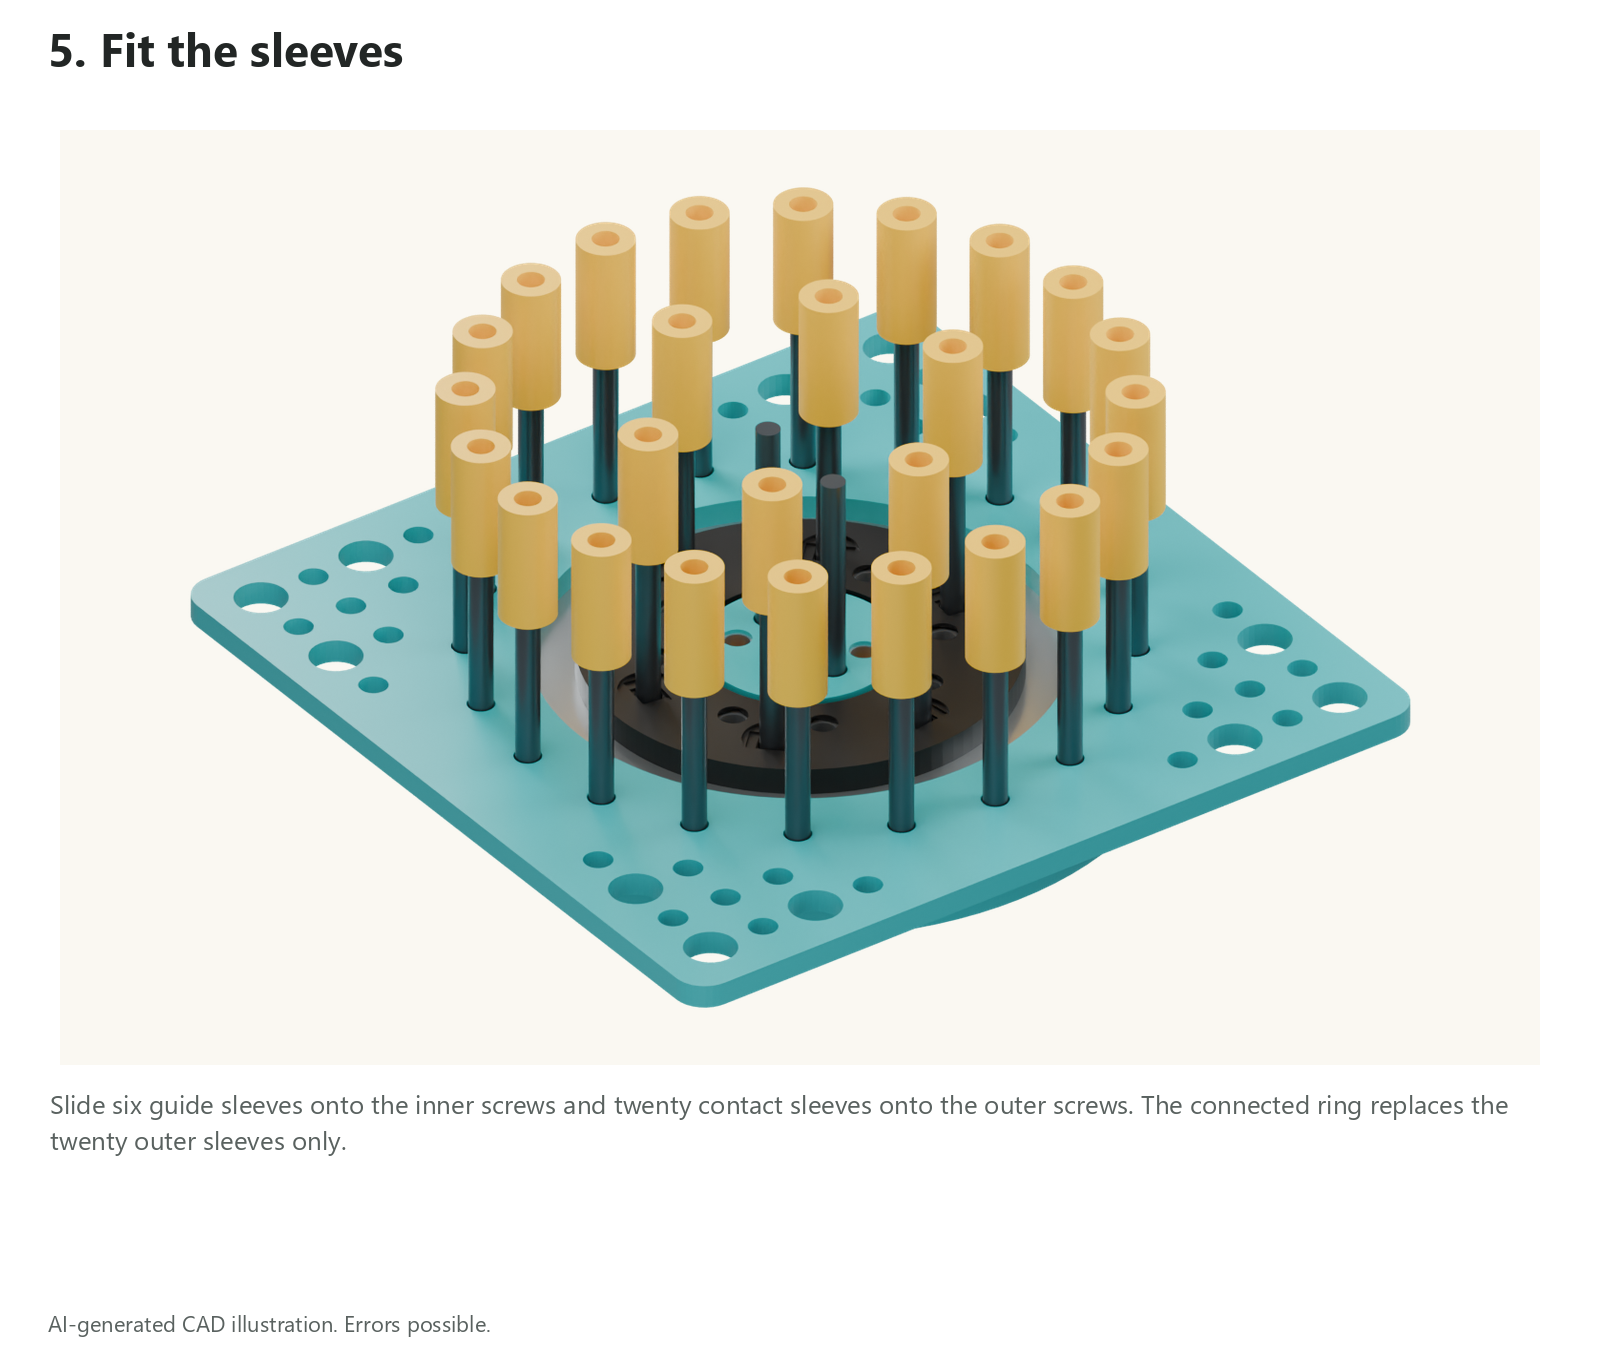 5. Fit the sleeves
Slide six guide sleeves onto the inner screws and twenty contact sleeves onto the outer screws. The connected ring replaces the
twenty outer sleeves only.
AI-generated CAD illustration. Errors possible.